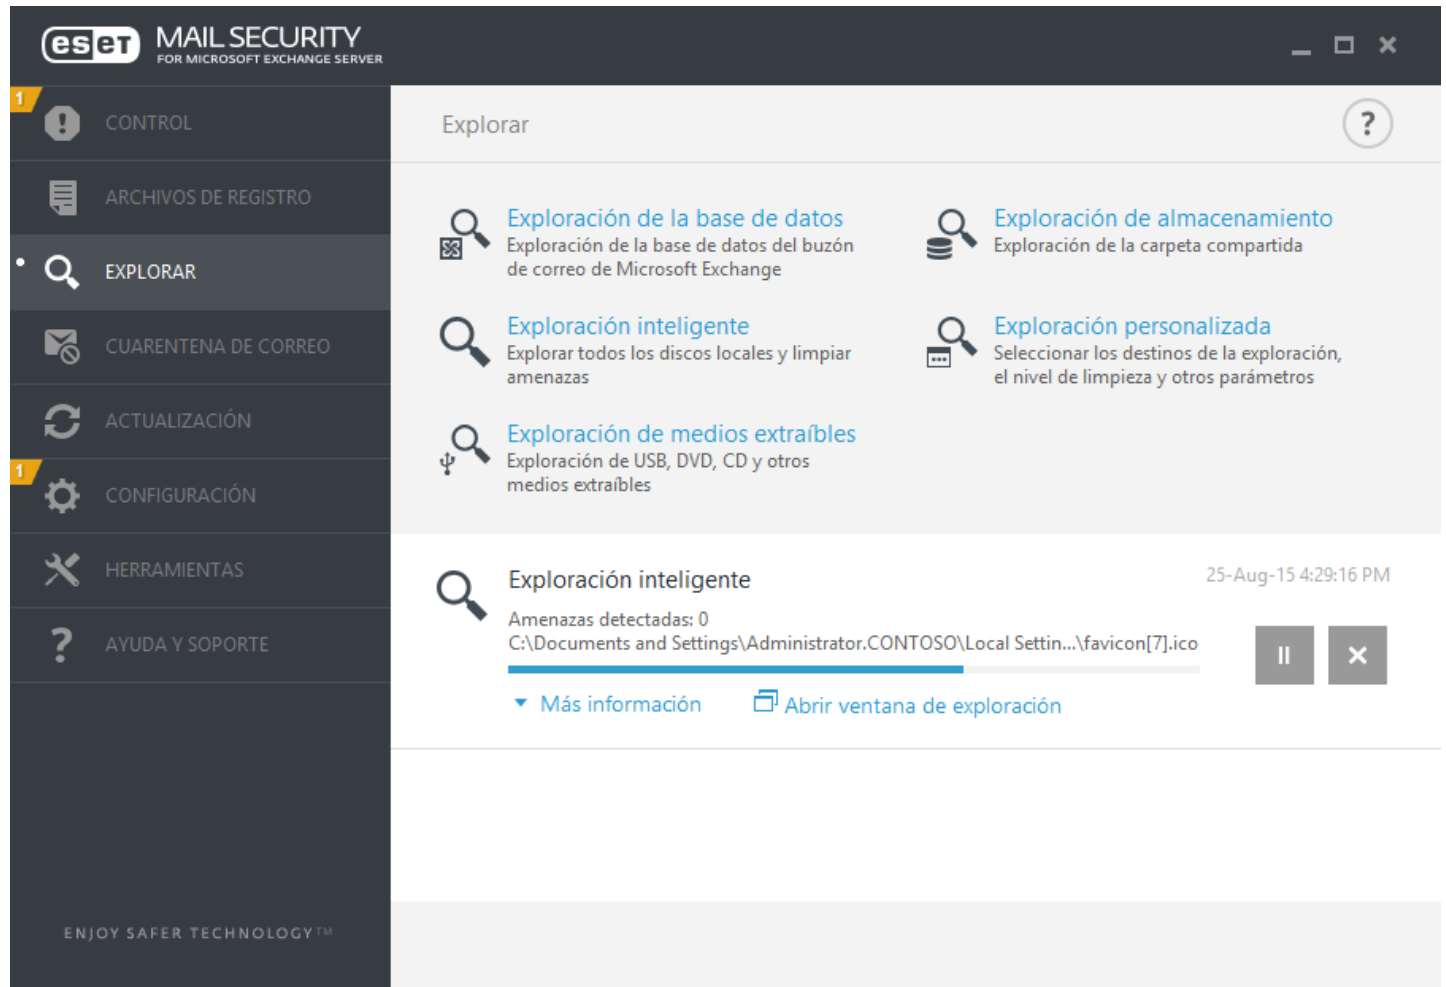 eset MAIL SECURITY
FOR MICROSOFT EXCHANGE SERVER
1
CONTROL
ARCHIVOS DE REGISTRO
EXPLORAR
CUARENTENA DE CORREO
ACTUALIZACIÓN
1
CONFIGURACIÓN
HERRAMIENTAS
? AYUDA Y SOPORTE
ENJOY SAFER TECHNOLOGY™
Explorar
?
Exploración de la base de datos
Exploración de la base de datos del buzón
de correo de Microsoft Exchange
Exploración de almacenamiento
Exploración de la carpeta compartida
Exploración inteligente
Explorar todos los discos locales y limpiar
amenazas
Exploración personalizada
Seleccionar los destinos de la exploración,
el nivel de limpieza y otros parámetros
Exploración de medios extraíbles
Exploración de USB, DVD, CD y otros
medios extraíbles
Exploración inteligente
25-Aug-15 4:29:16 PM
Amenazas detectadas: 0
C:\Documents and Settings\Administrator.CONTOSO\Local Settin...\favicon[7].ico
Más información
Abrir ventana de exploración